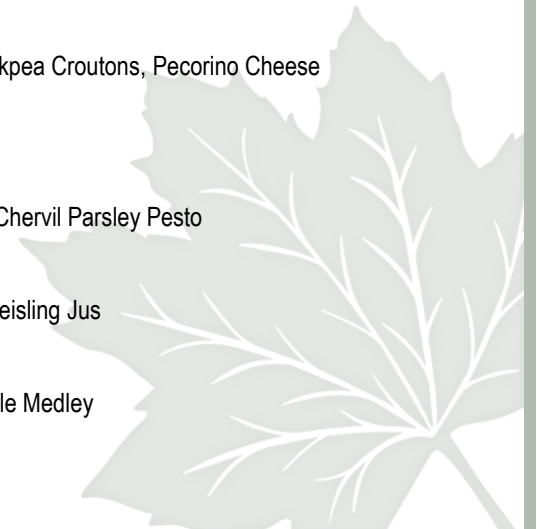 kpea Croutons, Pecorino Cheese
Chervil Parsley Pesto
eisling Jus
le Medley